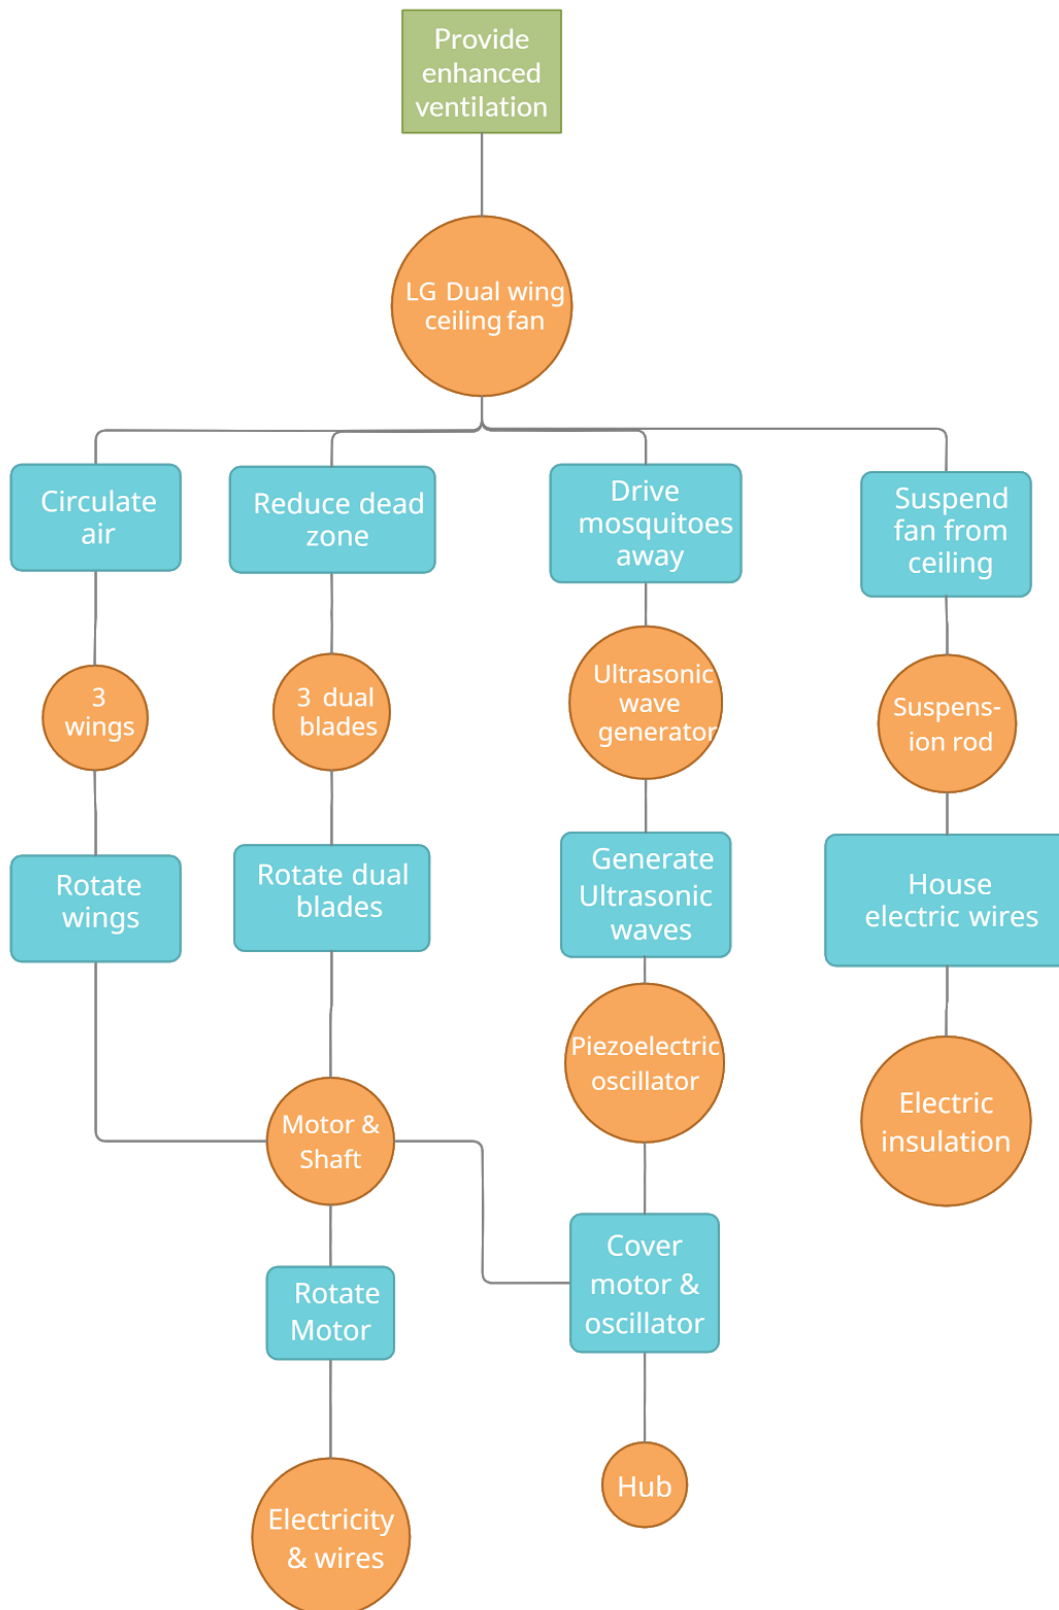 Provide
enhanced
ventilation
LG Dual wing
ceiling fan
Circulate
air
Reduce dead
zone
Drive
mosquitoes
away
Suspend
fan from
ceiling
3
wings
3 dual
blades
Ultrasonic
wave
generator
Suspens-
ion rod
Rotate
wings
Rotate dual
blades
Generate
Ultrasonic
waves
House
electric wires
Piezoelectric
oscillator
Electric
insulation
Motor &
Shaft
Cover
motor &
oscillator
Rotate
Motor
Hub
Electricity
& wires